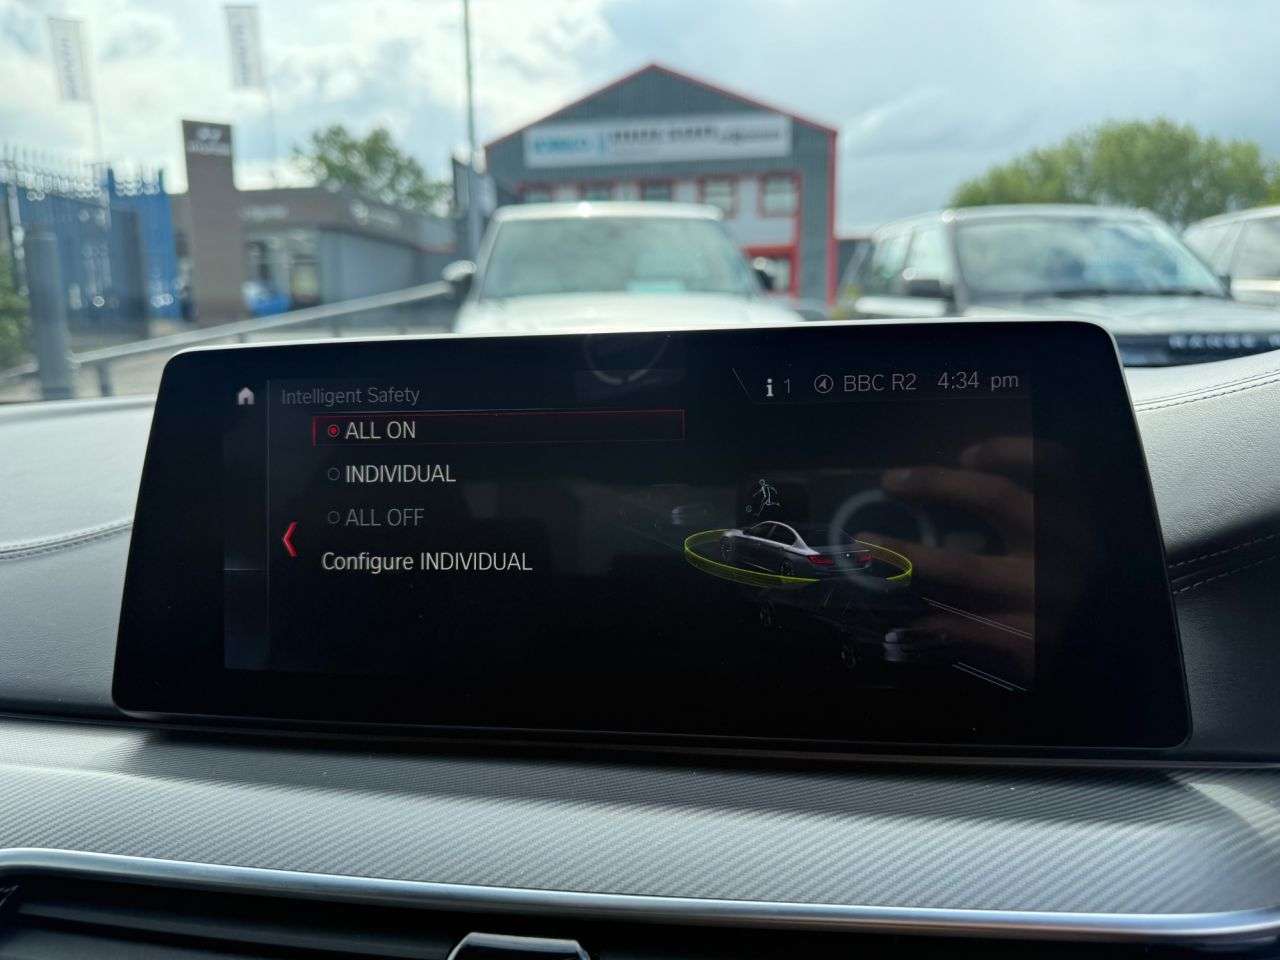 Intelligent Safety
1 BBC R2 4:34 pm
ALL ON
INDIVIDUAL
ALL OFF
Configure INDIVIDUAL